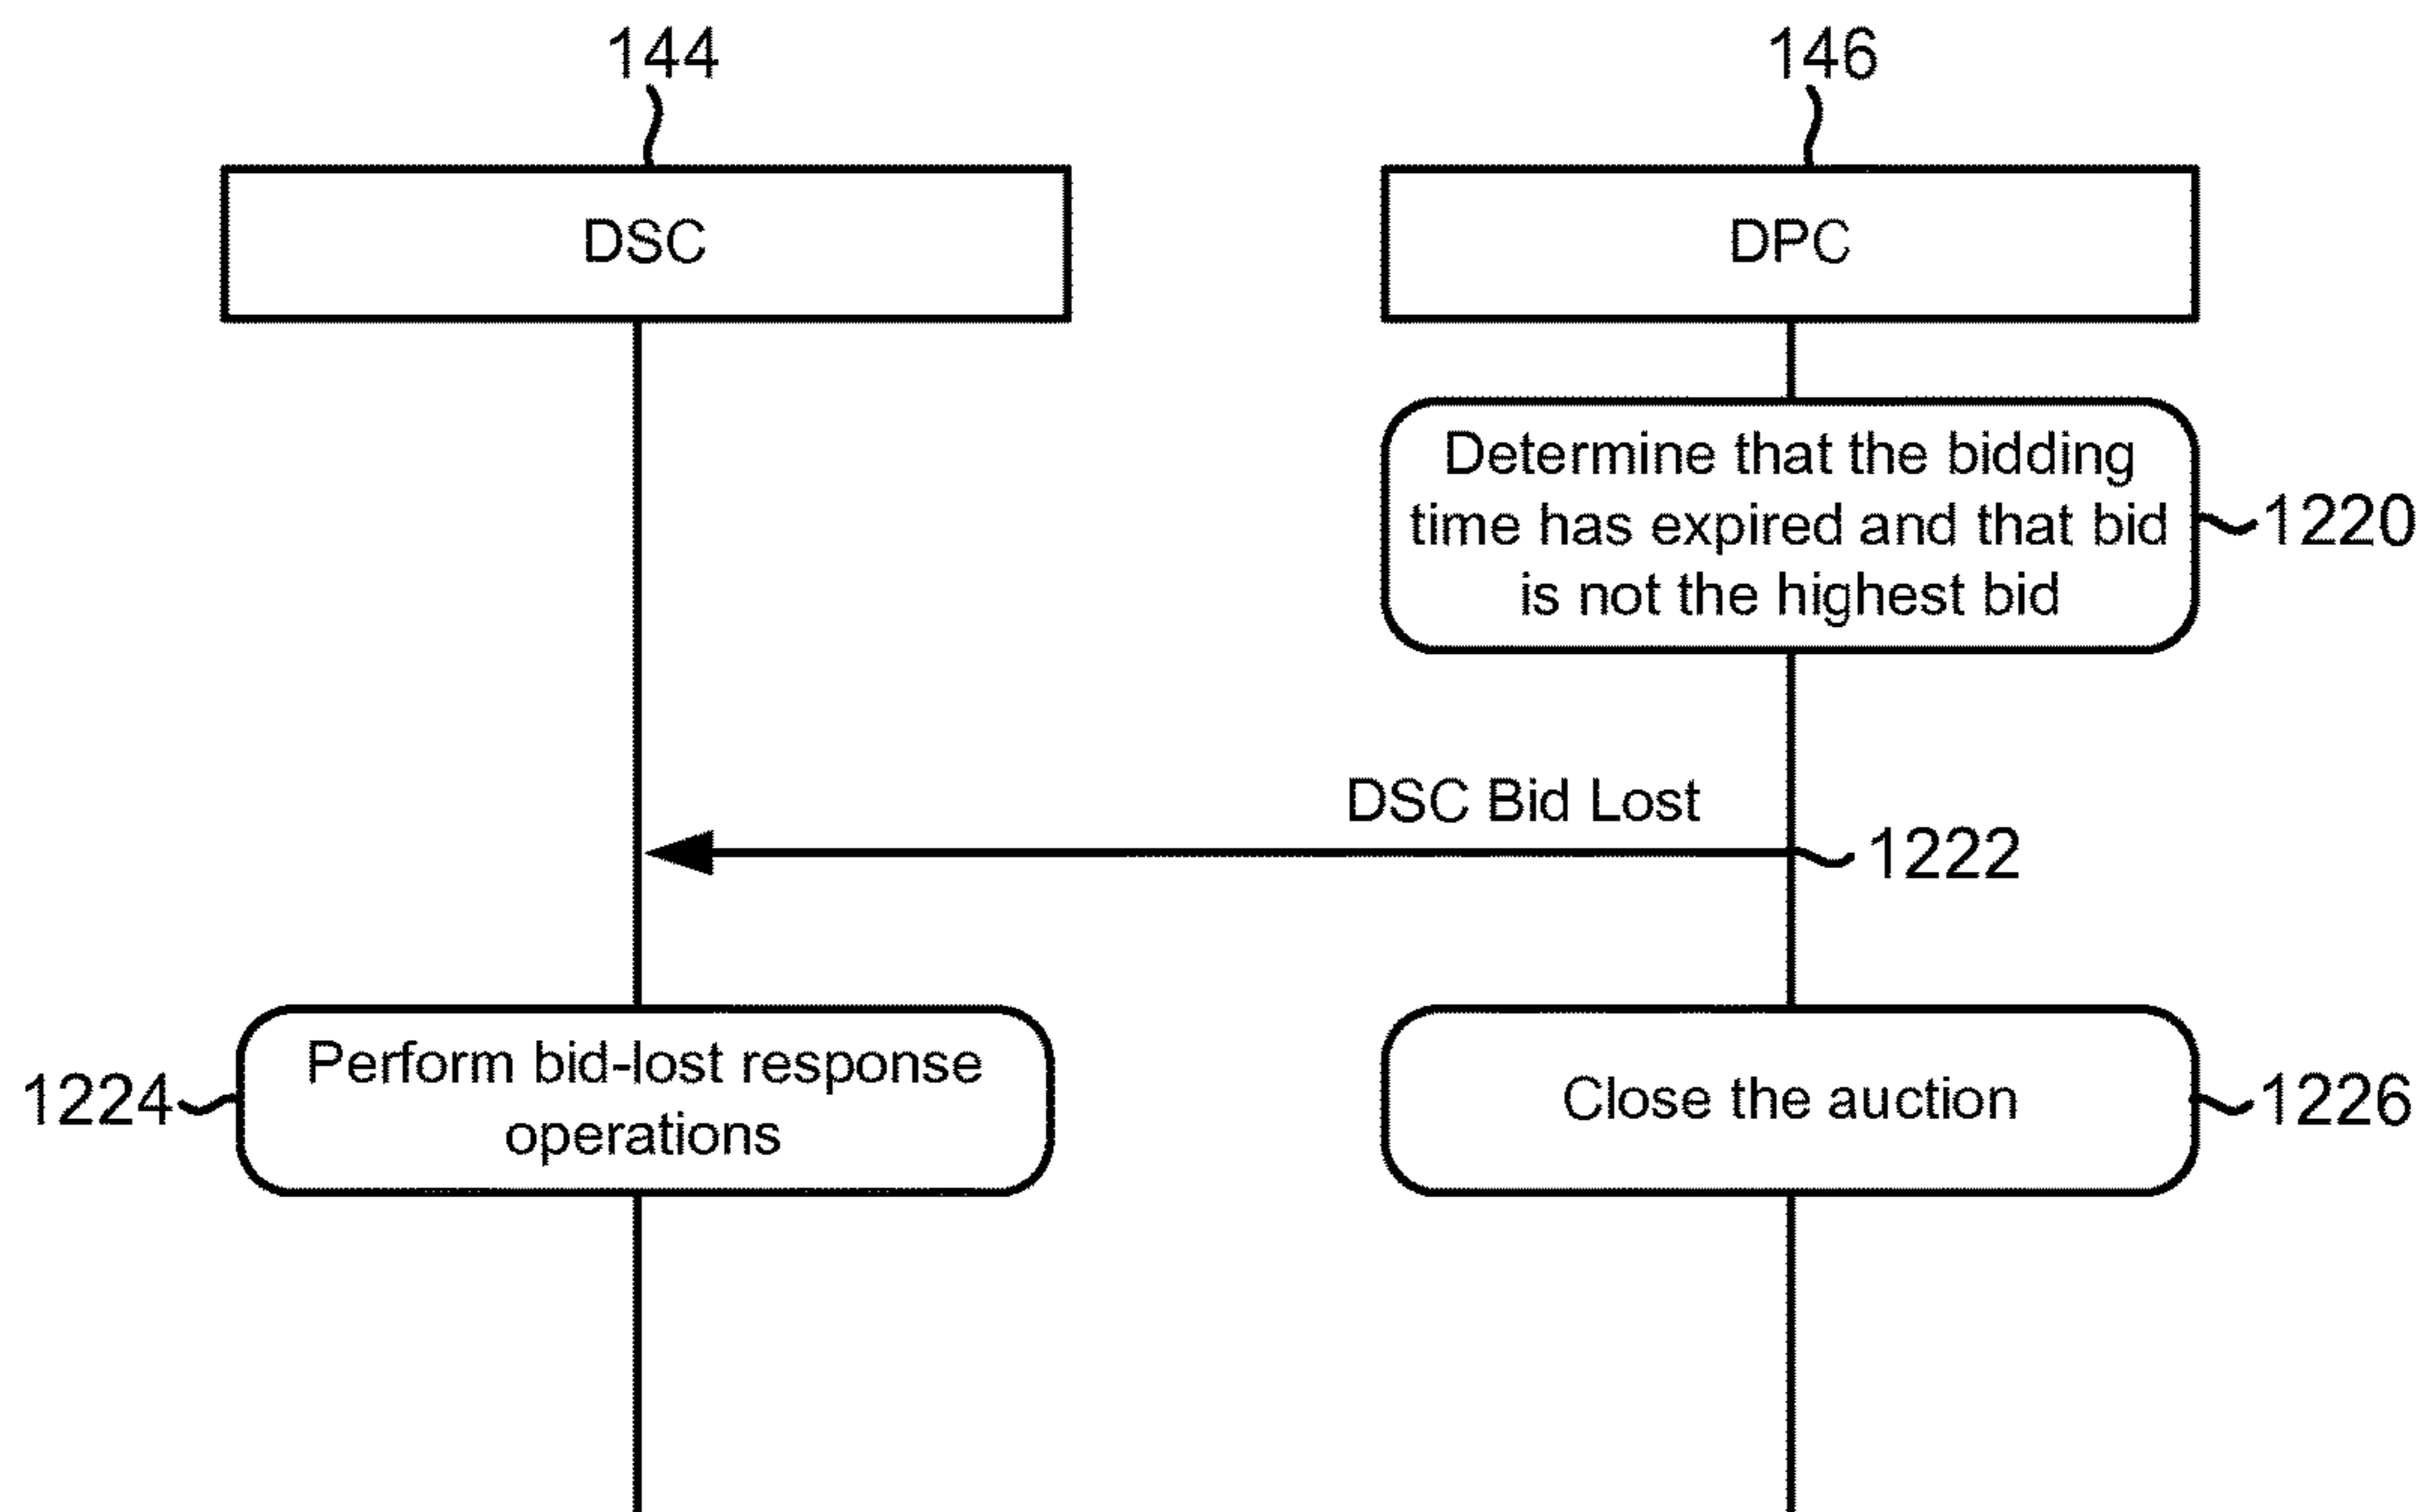 144
146
DSC
DPC
Determine that the bidding
time has expired and that bid
is not the highest bid
1220
DSC Bid Lost
1222
Perform bid-lost response
operations
1224
Close the auction
1226